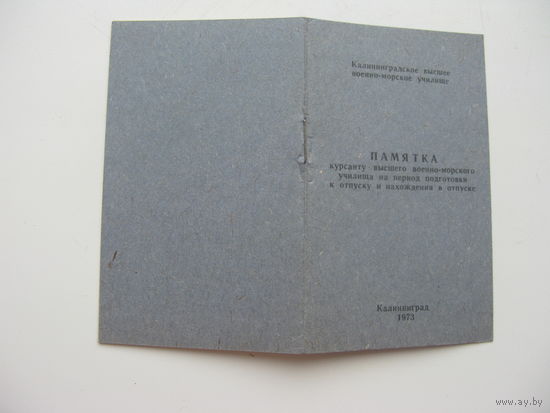 Калининградское высшее
военно-морское училище
ПАМЯТКА
курсанту высшего военно-морского
училища на период подготовки
к отпуску и нахождения в отпуске
Калининград
1973
www.ay.by